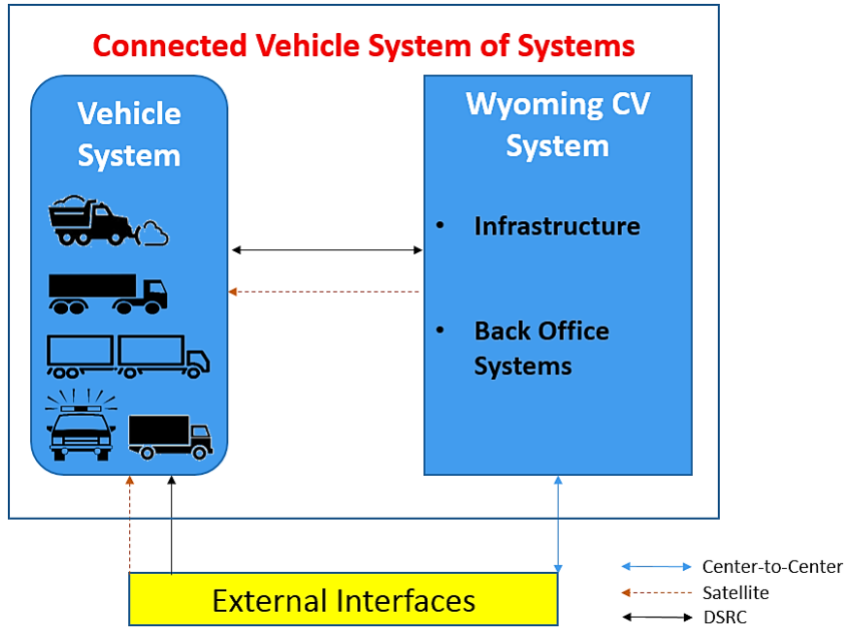 Connected Vehicle System of Systems
Vehicle
System
Wyoming CV
System
• Infrastructure
• Back Office
Systems
External Interfaces
Center-to-Center
Satellite
DSRC